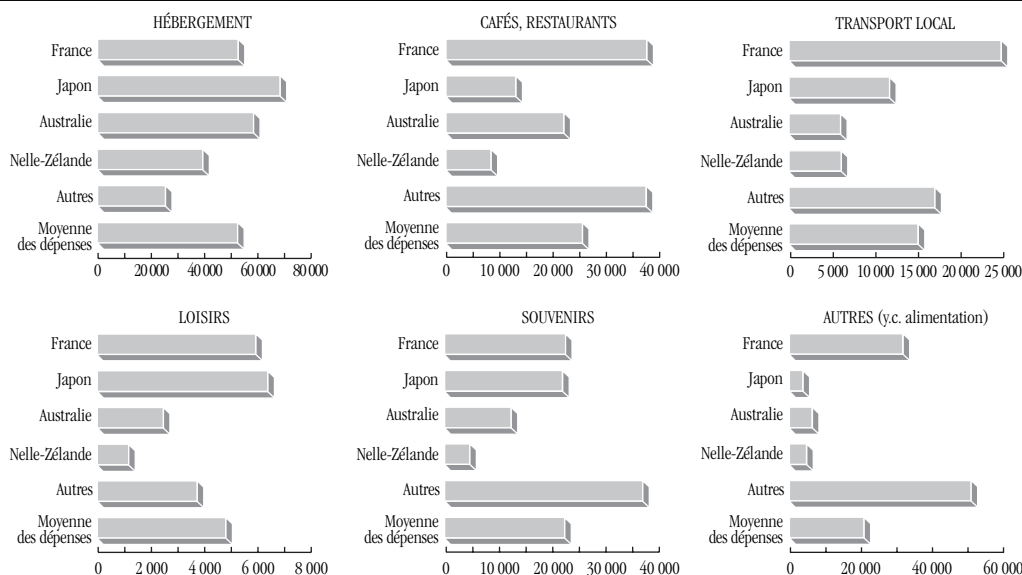 HÉBERGEMENT
France
Japon
Australie
Nelle-Zélande
Autres
Moyenne
des dépenses
0 20 000 40 000 60 000 80 000
CAFÉS, RESTAURANTS
France
Japon
Australie
Nelle-Zélande
Autres
Moyenne
des dépenses
0 10 000 20 000 30 000 40 000
TRANSPORT LOCAL
France
Japon
Australie
Nelle-Zélande
Autres
Moyenne
des dépenses
0 5 000 10 000 15 000 20 000 25 000
LOISIRS
France
Japon
Australie
Nelle-Zélande
Autres
Moyenne
des dépenses
0 2 000 4 000 6 000 8 000
SOUVENIRS
France
Japon
Australie
Nelle-Zélande
Autres
Moyenne
des dépenses
0 10 000 20 000 30 000 40 000
AUTRES (y.c. alimentation)
France
Japon
Australie
Nelle-Zélande
Autres
Moyenne
des dépenses
0 20 000 40 000 60 000